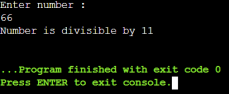 Enter number :
66
Number is divisible by 11
...Program finished with exit code 0
Press ENTER to exit console.